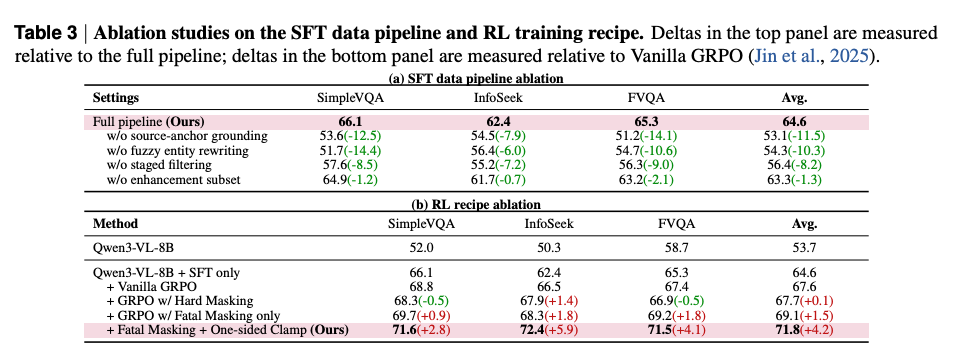 Table 3 | Ablation studies on the SFT data pipeline and RL training recipe. Deltas in the top panel are measured
relative to the full pipeline; deltas in the bottom panel are measured relative to Vanilla GRPO (Jin et al., 2025).
(a) SFT data pipeline ablation
Settings SimpleVQA InfoSeek FVQA Avg.
Full pipeline (Ours) 66.1 62.4 65.3 64.6
w/o source-anchor grounding 53.6(-12.5) 54.5(-7.9) 51.2(-14.1) 53.1(-11.5)
w/o fuzzy entity rewriting 51.7(-14.4) 56.4(-6.0) 54.7(-10.6) 54.3(-10.3)
w/o staged filtering 57.6(-8.5) 55.2(-7.2) 56.3(-9.0) 56.4(-8.2)
w/o enhancement subset 64.9(-1.2) 61.7(-0.7) 63.2(-2.1) 63.3(-1.3)
(b) RL recipe ablation
Method SimpleVQA InfoSeek FVQA Avg.
Qwen3-VL-8B 52.0 50.3 58.7 53.7
Qwen3-VL-8B + SFT only 66.1 62.4 65.3 64.6
+ Vanilla GRPO 68.8 66.5 67.4 67.6
+ GRPO w/ Hard Masking 68.3(-0.5) 67.9(+1.4) 66.9(-0.5) 67.7(+0.1)
+ GRPO w/ Fatal Masking only 69.7(+0.9) 68.3(+1.8) 69.2(+1.8) 69.1(+1.5)
+ Fatal Masking + One-sided Clamp (Ours) 71.6(+2.8) 72.4(+5.9) 71.5(+4.1) 71.8(+4.2)